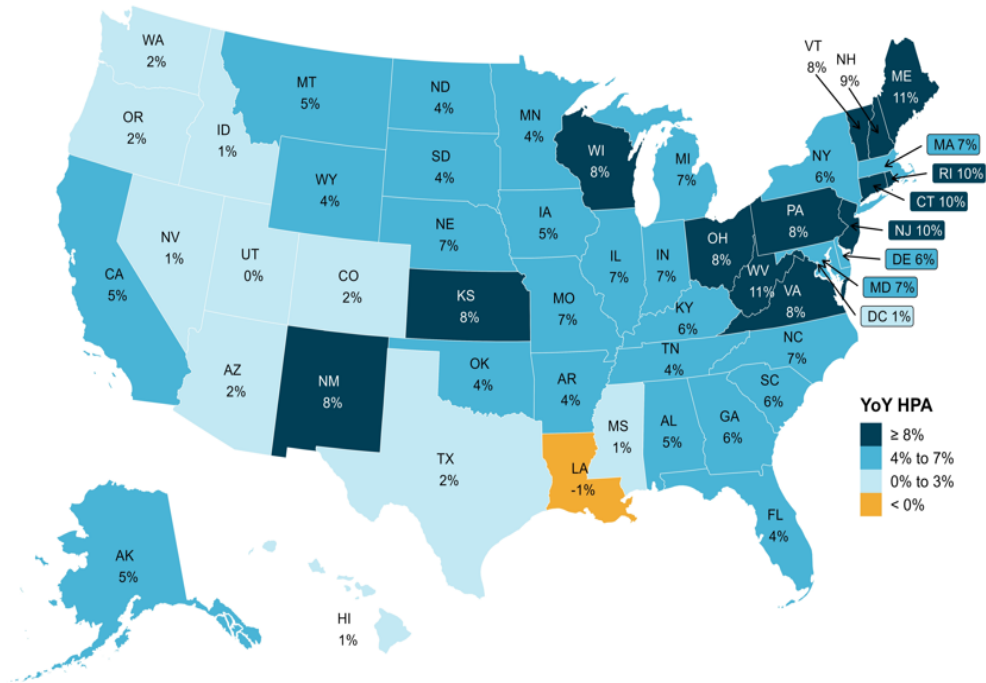 WA
2%
OR
2%
ID
1%
MT
5%
ND
4%
MN
4%
WI
8%
MI
7%
VT
8%
NH
9%
ME
11%
NY
6%
MA 7%
RI 10%
CT 10%
NJ 10%
DE 6%
MD 7%
DC 1%
SD
4%
WY
4%
NE
7%
IA
5%
IL
7%
IN
7%
OH
8%
PA
8%
WV
11%
VA
8%
CA
5%
NV
1%
UT
0%
CO
2%
KS
8%
MO
7%
KY
6%
NC
7%
TN
4%
SC
6%
AZ
2%
NM
8%
OK
4%
AR
4%
MS
1%
AL
5%
GA
6%
TX
2%
LA
-1%
FL
4%
AK
5%
HI
1%
YoY HPA
≥ 8%
4% to 7%
0% to 3%
< 0%